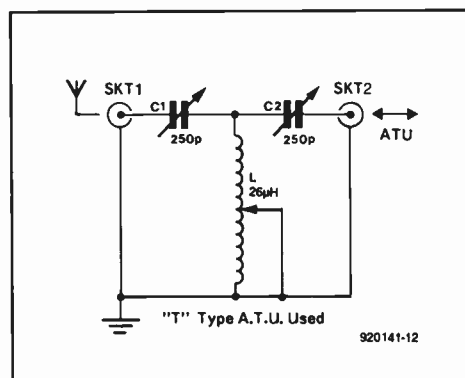 SKT1
C1
C2
SKT2
250p
250p
ATU
L
26µH
"T" Type A.T.U. Used
920141-12